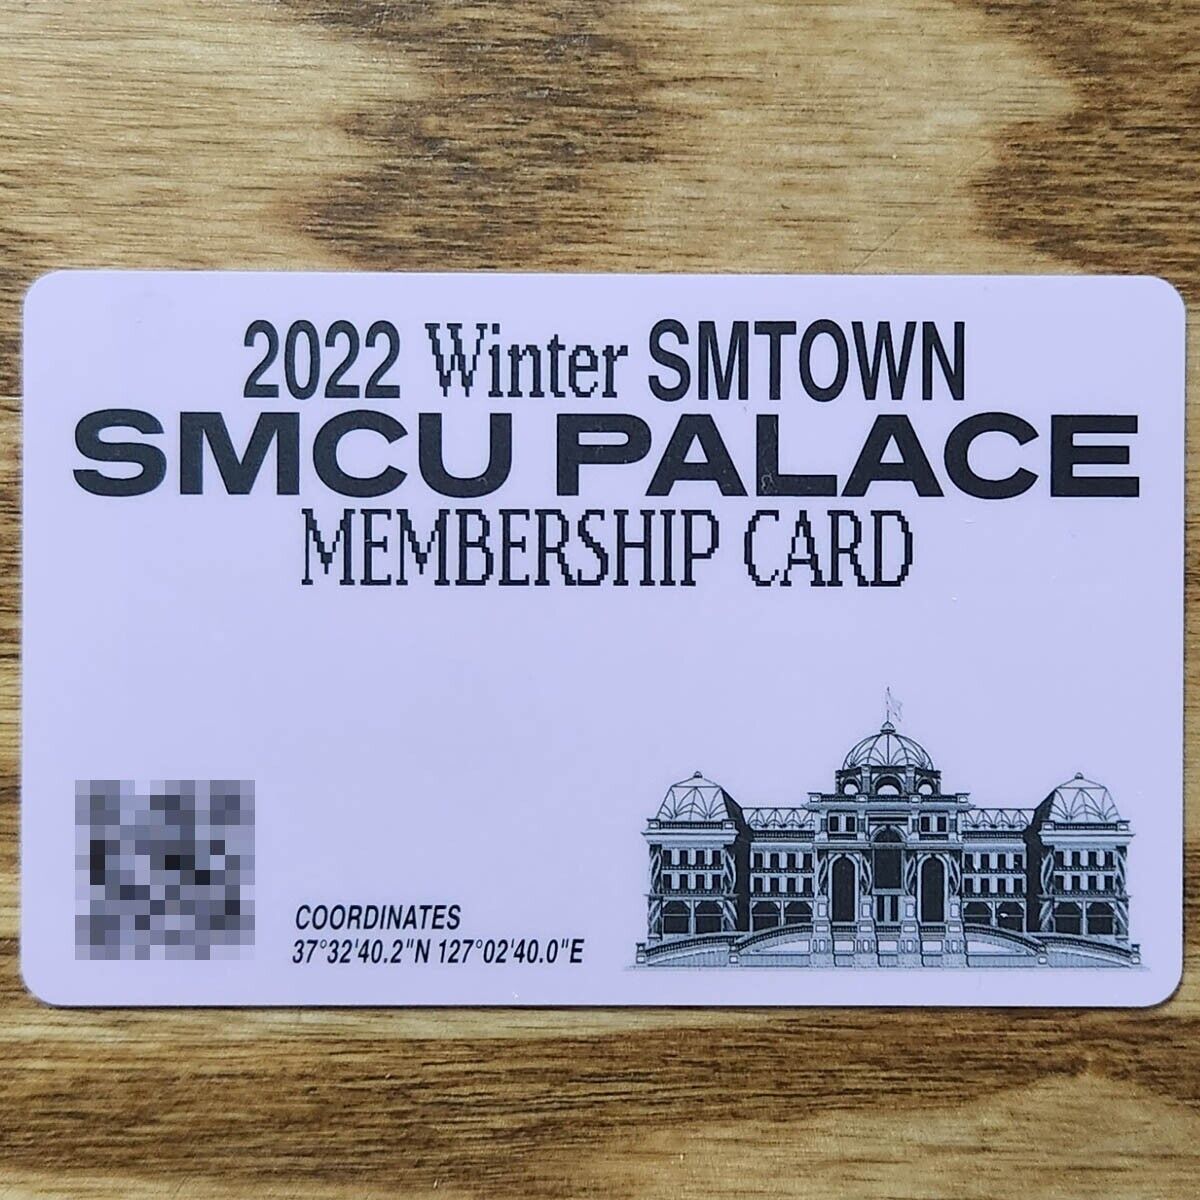 2022 Winter SMTOWN
SMCU PALACE
MEMBERSHIP CARD
COORDINATES
37°32'40.2"N 127°02'40.0"E